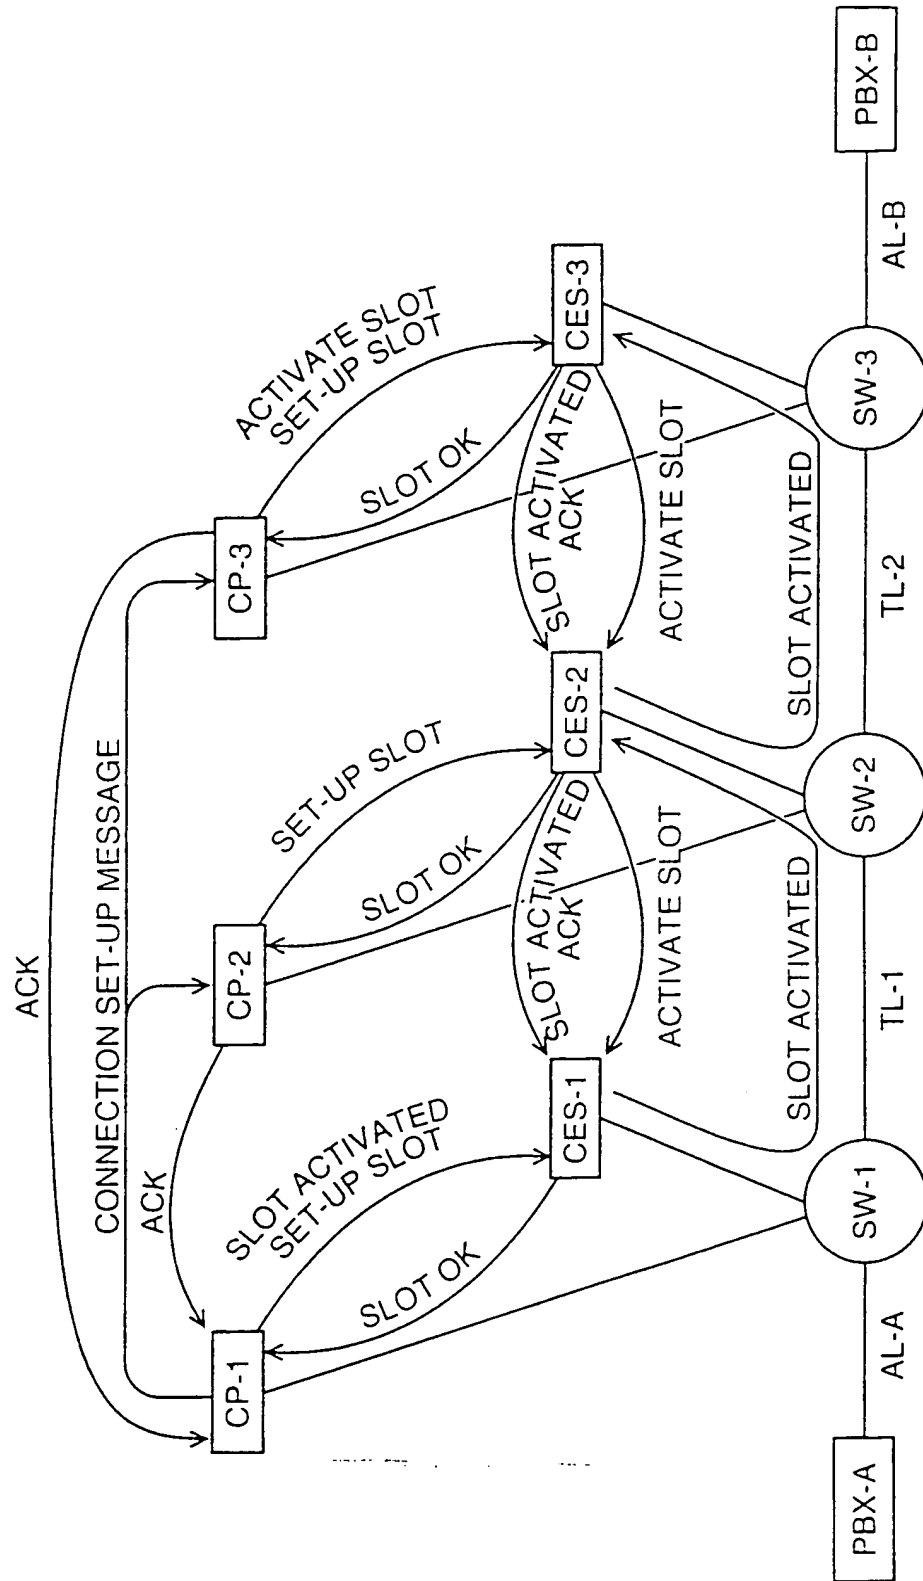 ACK
CONNECTION SET-UP MESSAGE
ACK
CP-1
CP-2
CP-3
SLOT ACTIVATED
SET-UP SLOT
SLOT OK
SET-UP SLOT
SLOT OK
ACTIVATE SLOT
SET-UP SLOT
SLOT OK
CES-1
SLOT ACTIVATED
ACK
CES-2
SLOT ACTIVATED
ACK
CES-3
ACTIVATE SLOT
ACTIVATE SLOT
SLOT ACTIVATED
SLOT ACTIVATED
PBX-A
AL-A
SW-1
TL-1
SW-2
TL-2
SW-3
AL-B
PBX-B